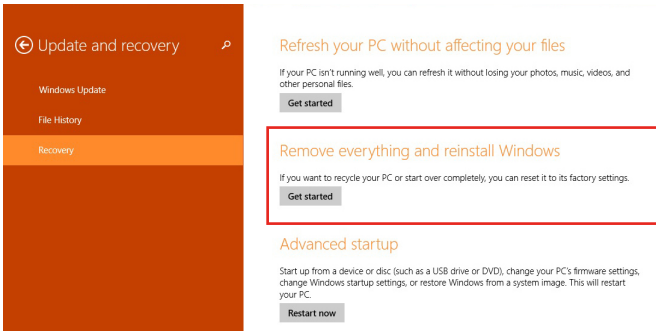 Update and recovery
Windows Update
File History
Recovery
Refresh your PC without affecting your files
If your PC isn't running well, you can refresh it without losing your photos, music, videos, and
other personal files.
Get started
Remove everything and reinstall Windows
If you want to recycle your PC or start over completely, you can reset it to its factory settings.
Get started
Advanced startup
Start up from a device or disc (such as a USB drive or DVD), change your PC's firmware settings,
change Windows startup settings, or restore Windows from a system image. This will restart
your PC.
Restart now